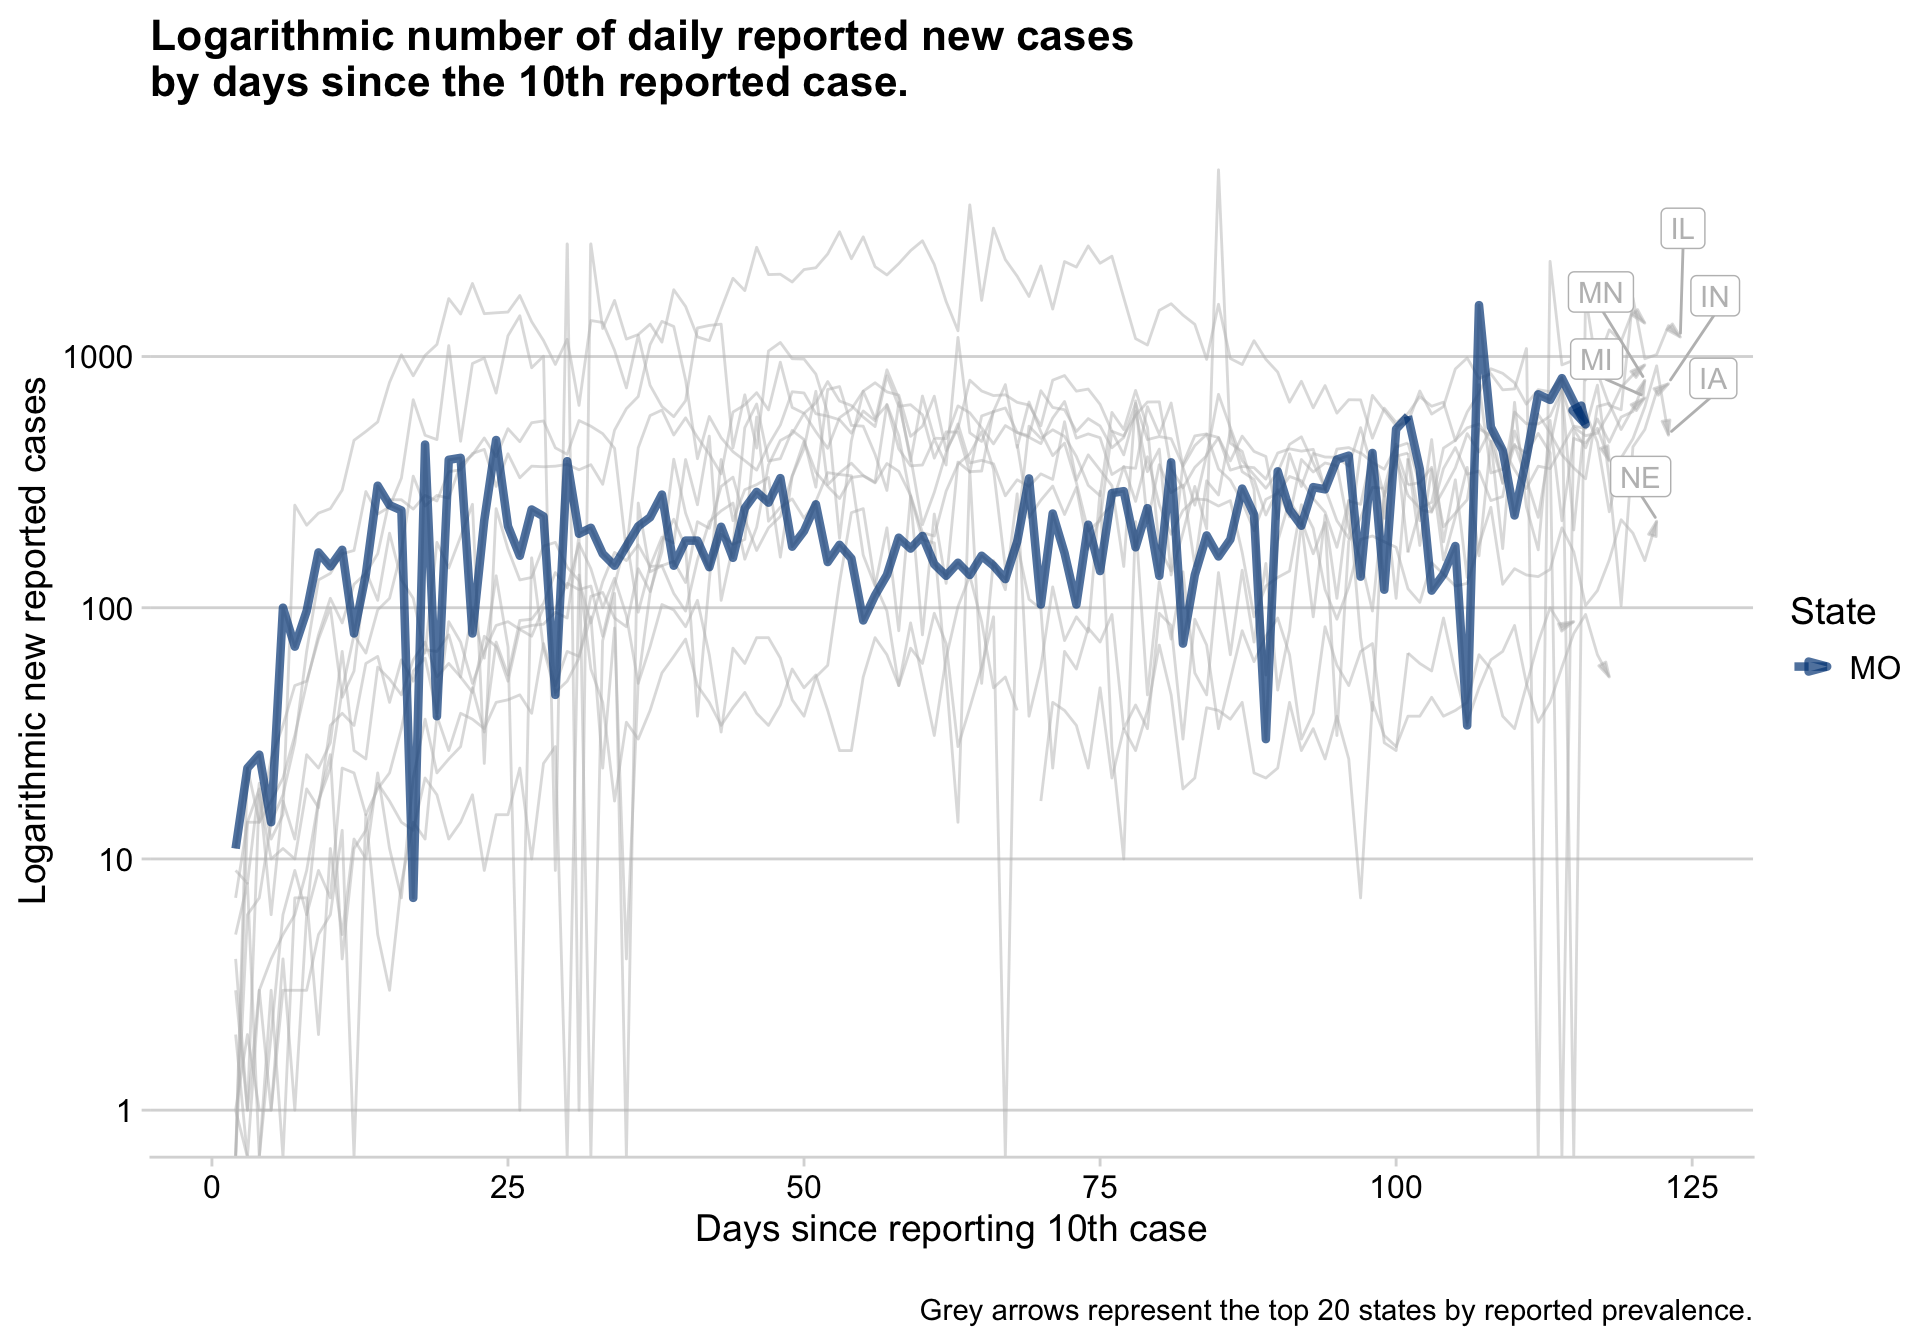 Logarithmic number of daily reported new cases
by days since the 10th reported case.
IL
MN
IN
MI
IA
NE
1000
100
10
1
Logarithmic new reported cases
0
25
50
75
100
125
Days since reporting 10th case
State
MO
Grey arrows represent the top 20 states by reported prevalence.